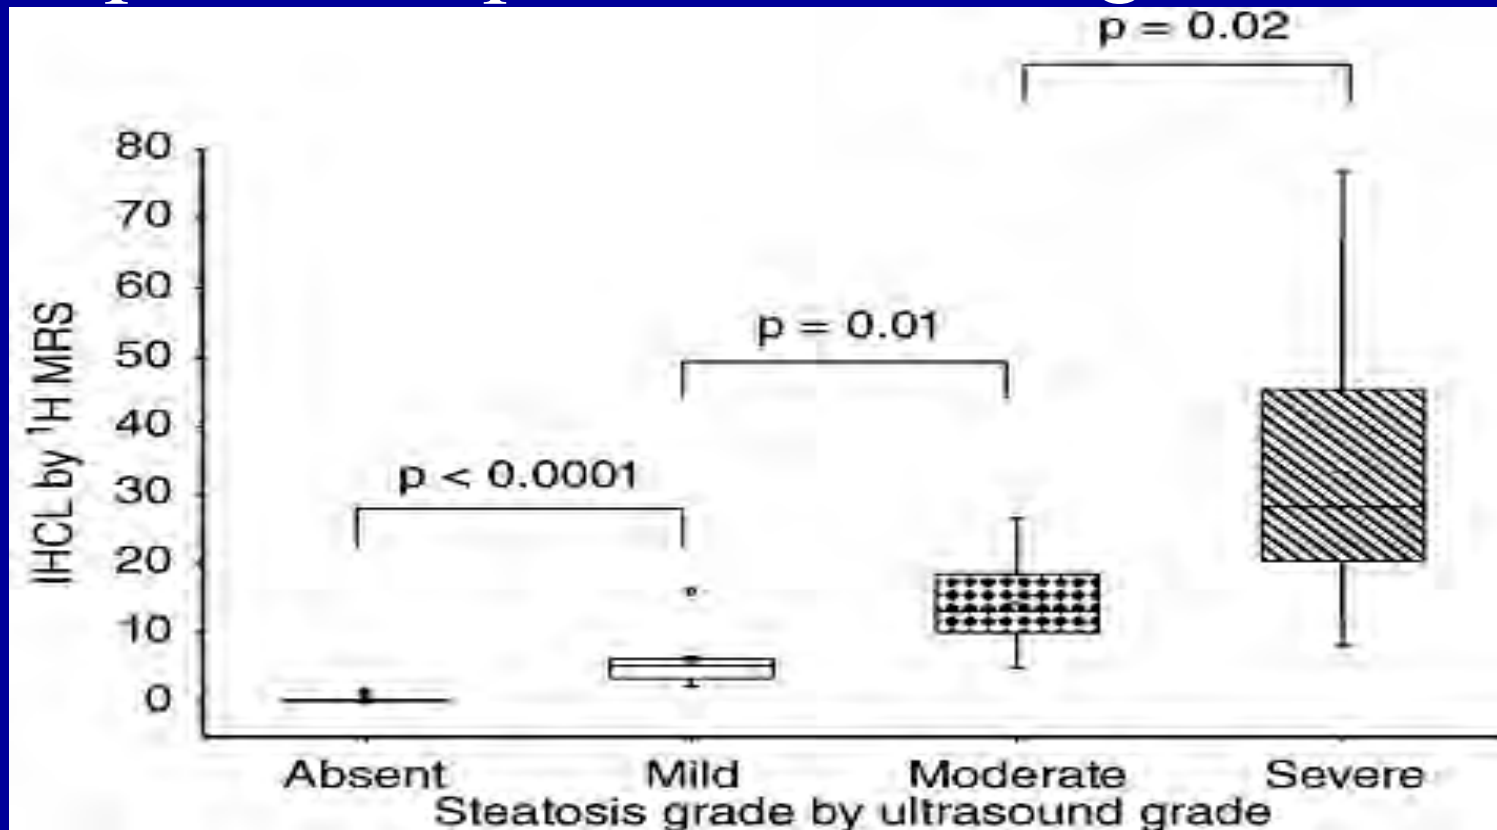 p = 0.02
80
70
60
50
40
30
20
10
0
IHCL by ¹H MRS
p = 0.01
p < 0.0001
Absent Mild Moderate Severe
Steatosis grade by ultrasound grade